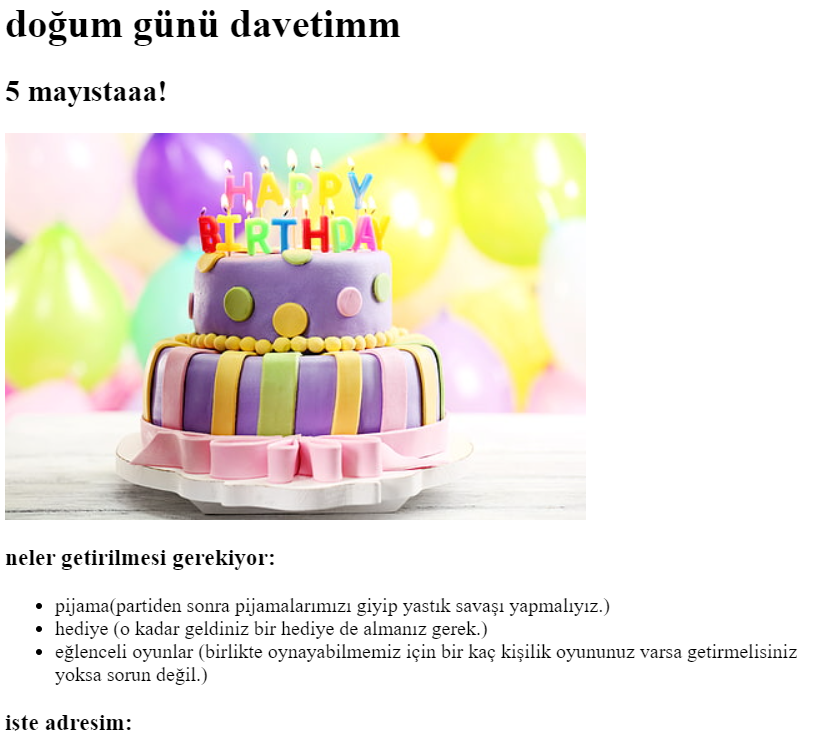 doğum günü davetimm
5 mayıstaaa!
HAPPY
BIRTHDAY
neler getirilmesi gerekiyor:
pijama(partiden sonra pijamalarımızı giyip yastık savaşı yapmalıyız.)
hediye (o kadar geldiniz bir hediye de almanız gerek.)
eğlenceli oyunlar (birlikte oynayabilmemiz için bir kaç kişilik oyununuz varsa getirmelisiniz
yoksa sorun değil.)
iste adresim: